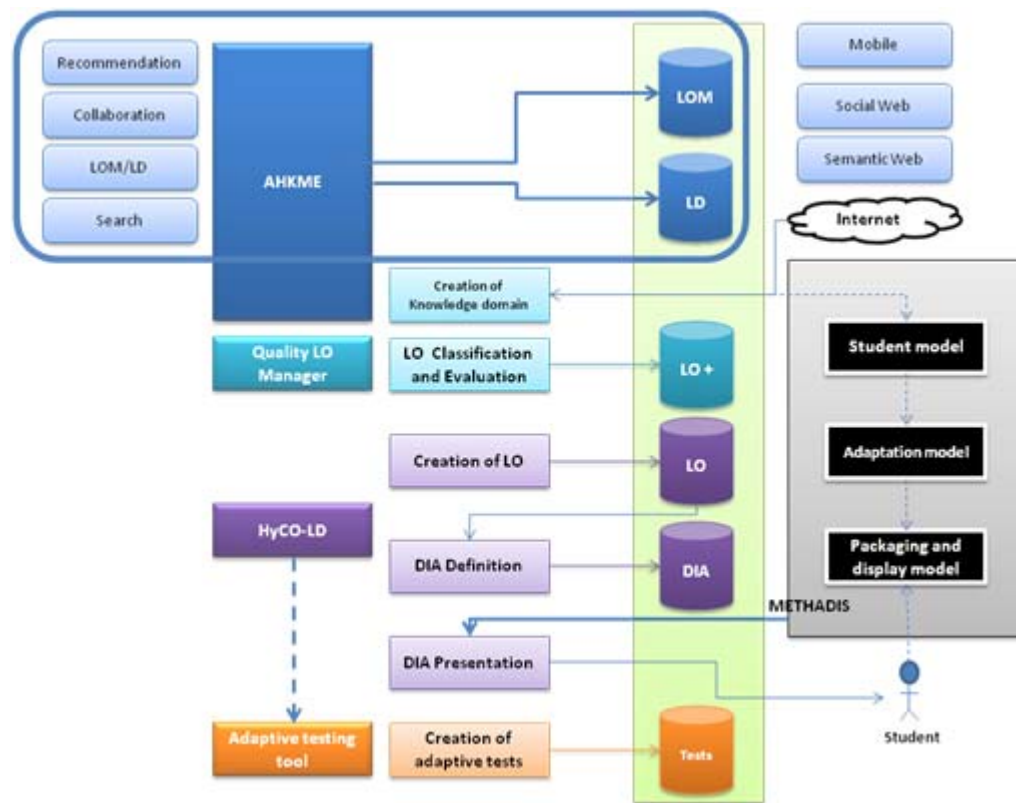 Recommendation
Collaboration
LOM/LD
Search
AHKME
LOM
LD
Mobile
Social Web
Semantic Web
Internet
Creation of
Knowledge domain
Quality LO
Manager
LO Classification
and Evaluation
LO +
Student model
Creation of LO
LO
Adaptation model
HyCO-LD
DIA Definition
DIA
Packaging and
display model
METHADIS
DIA Presentation
Student
Adaptive testing
tool
Creation of
adaptive tests
Tests